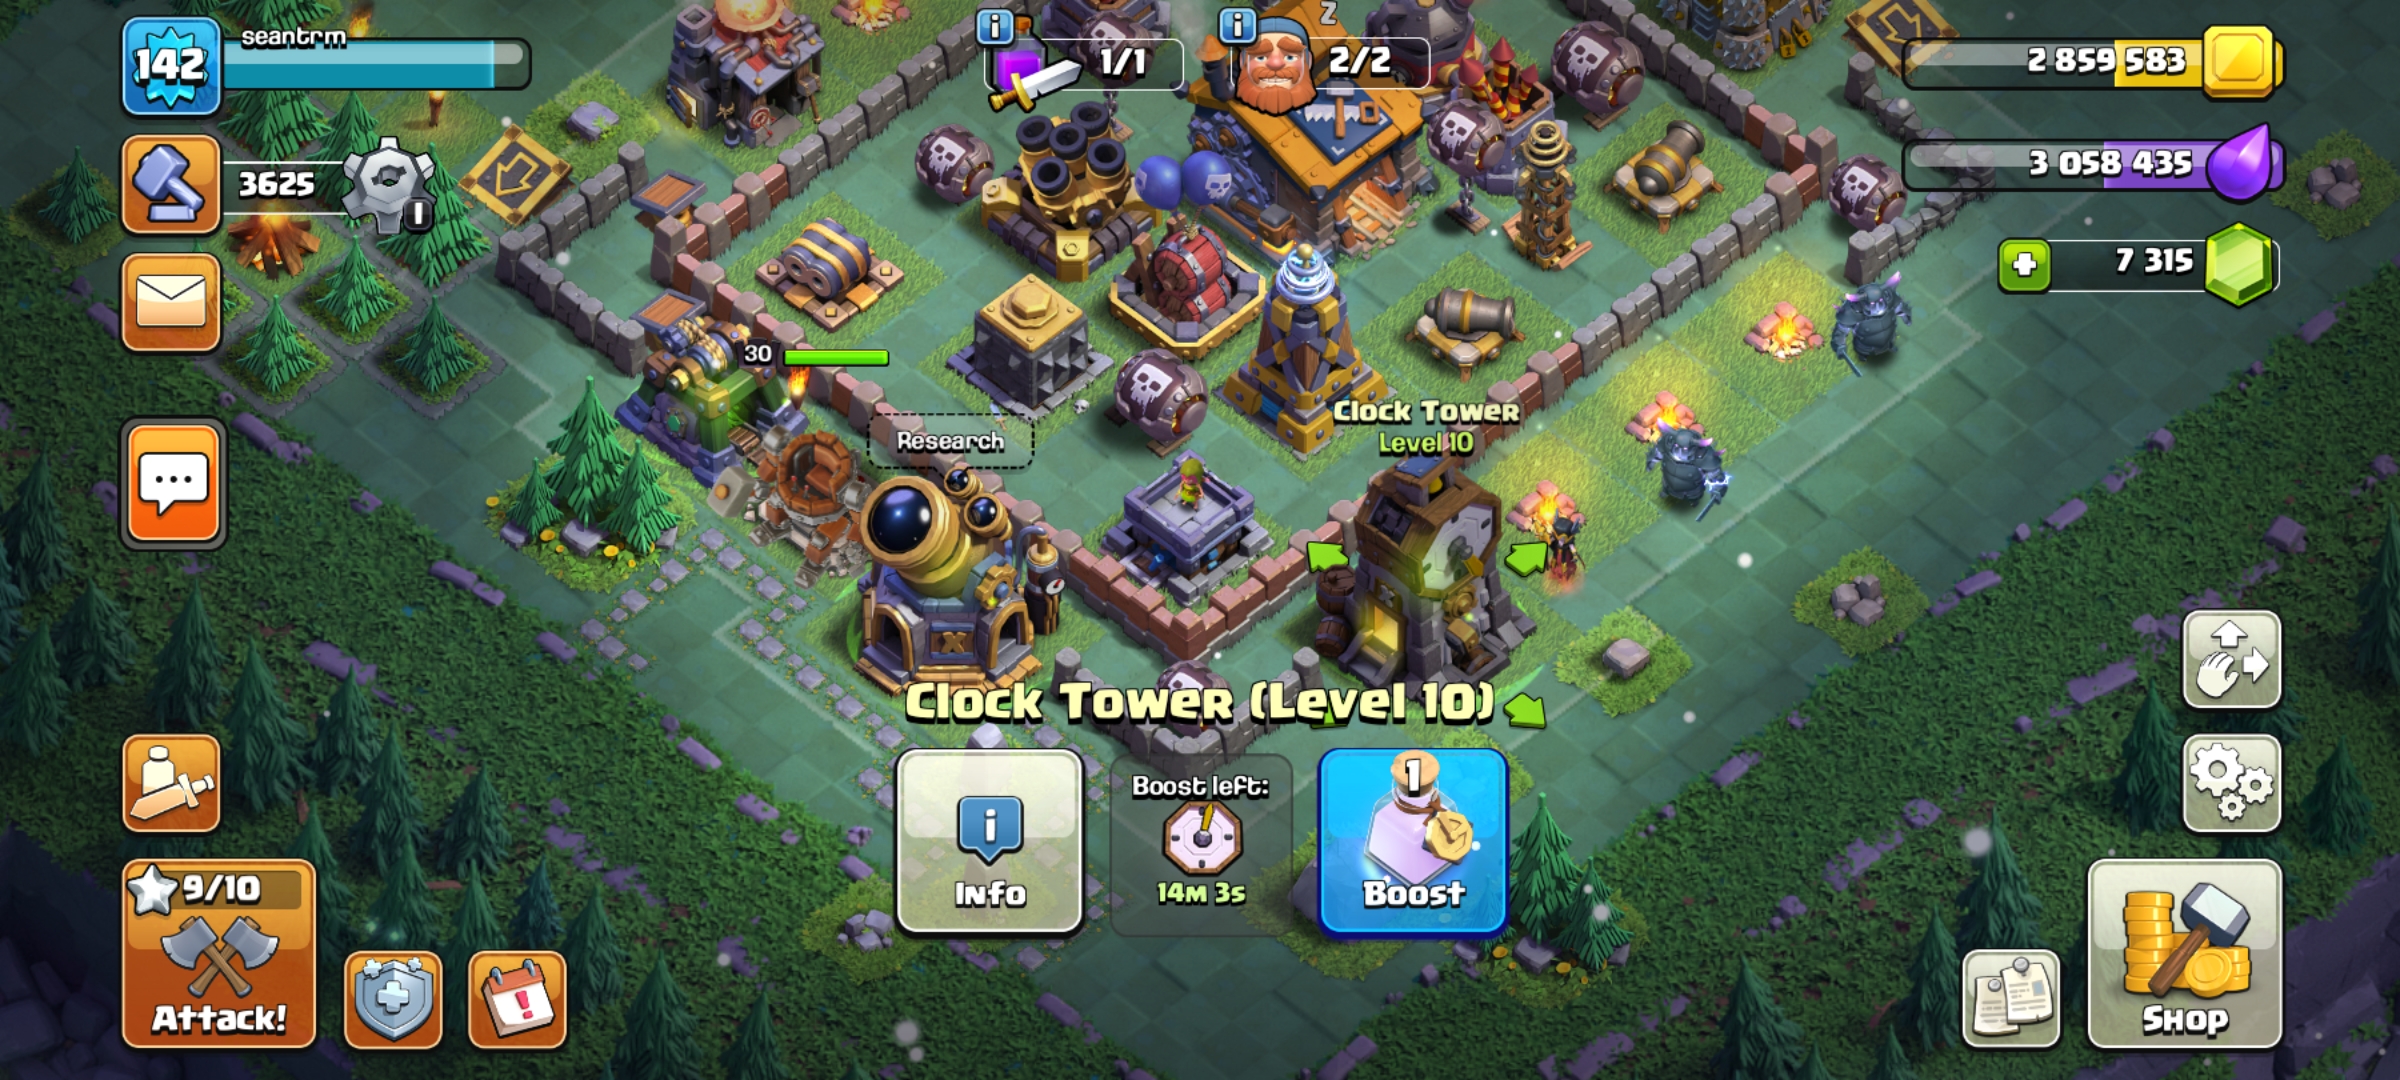 142
seantrm
1/1
Z
2/2
2 859 583
3625
I
3 058 435
7 315
30
Research
Clock Tower
Level 10
Clock Tower (Level 10)
Info
Boost left:
14m 3s
1
Boost
9/10
Attack!
Shop